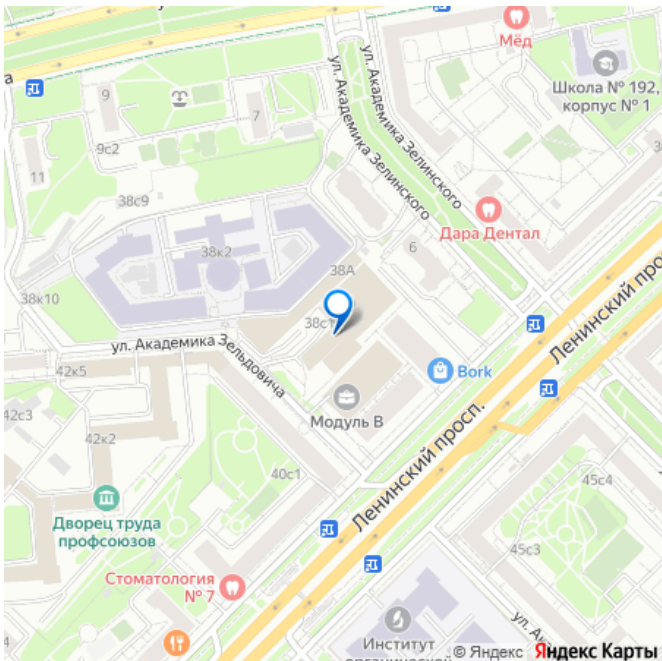 Мёд
Школа № 192,
корпус № 1
ул. Академика Зелинского
ул. Академика Зелинского
9
7
9с2
11
38с9
Дара Дентал
6
38к2
38А
38к10
38с1
ул. Академика Зельдовича
Ленинский
Bork
42к5
Модуль В
42с3
42к2
Ленинский просп.
40с1
45с4
Дворец труда
профсоюзов
45с3
Стоматология
№ 7
Институт
© Яндекс Яндекс Карты